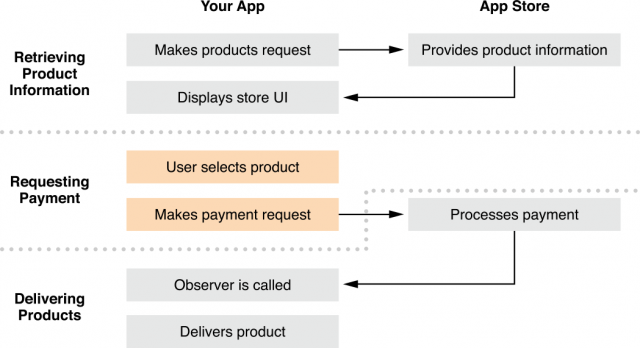 Your App
App Store
Retrieving
Product
Information
Makes products request
Provides product information
Displays store UI
Requesting
Payment
User selects product
Makes payment request
Processes payment
Delivering
Products
Observer is called
Delivers product